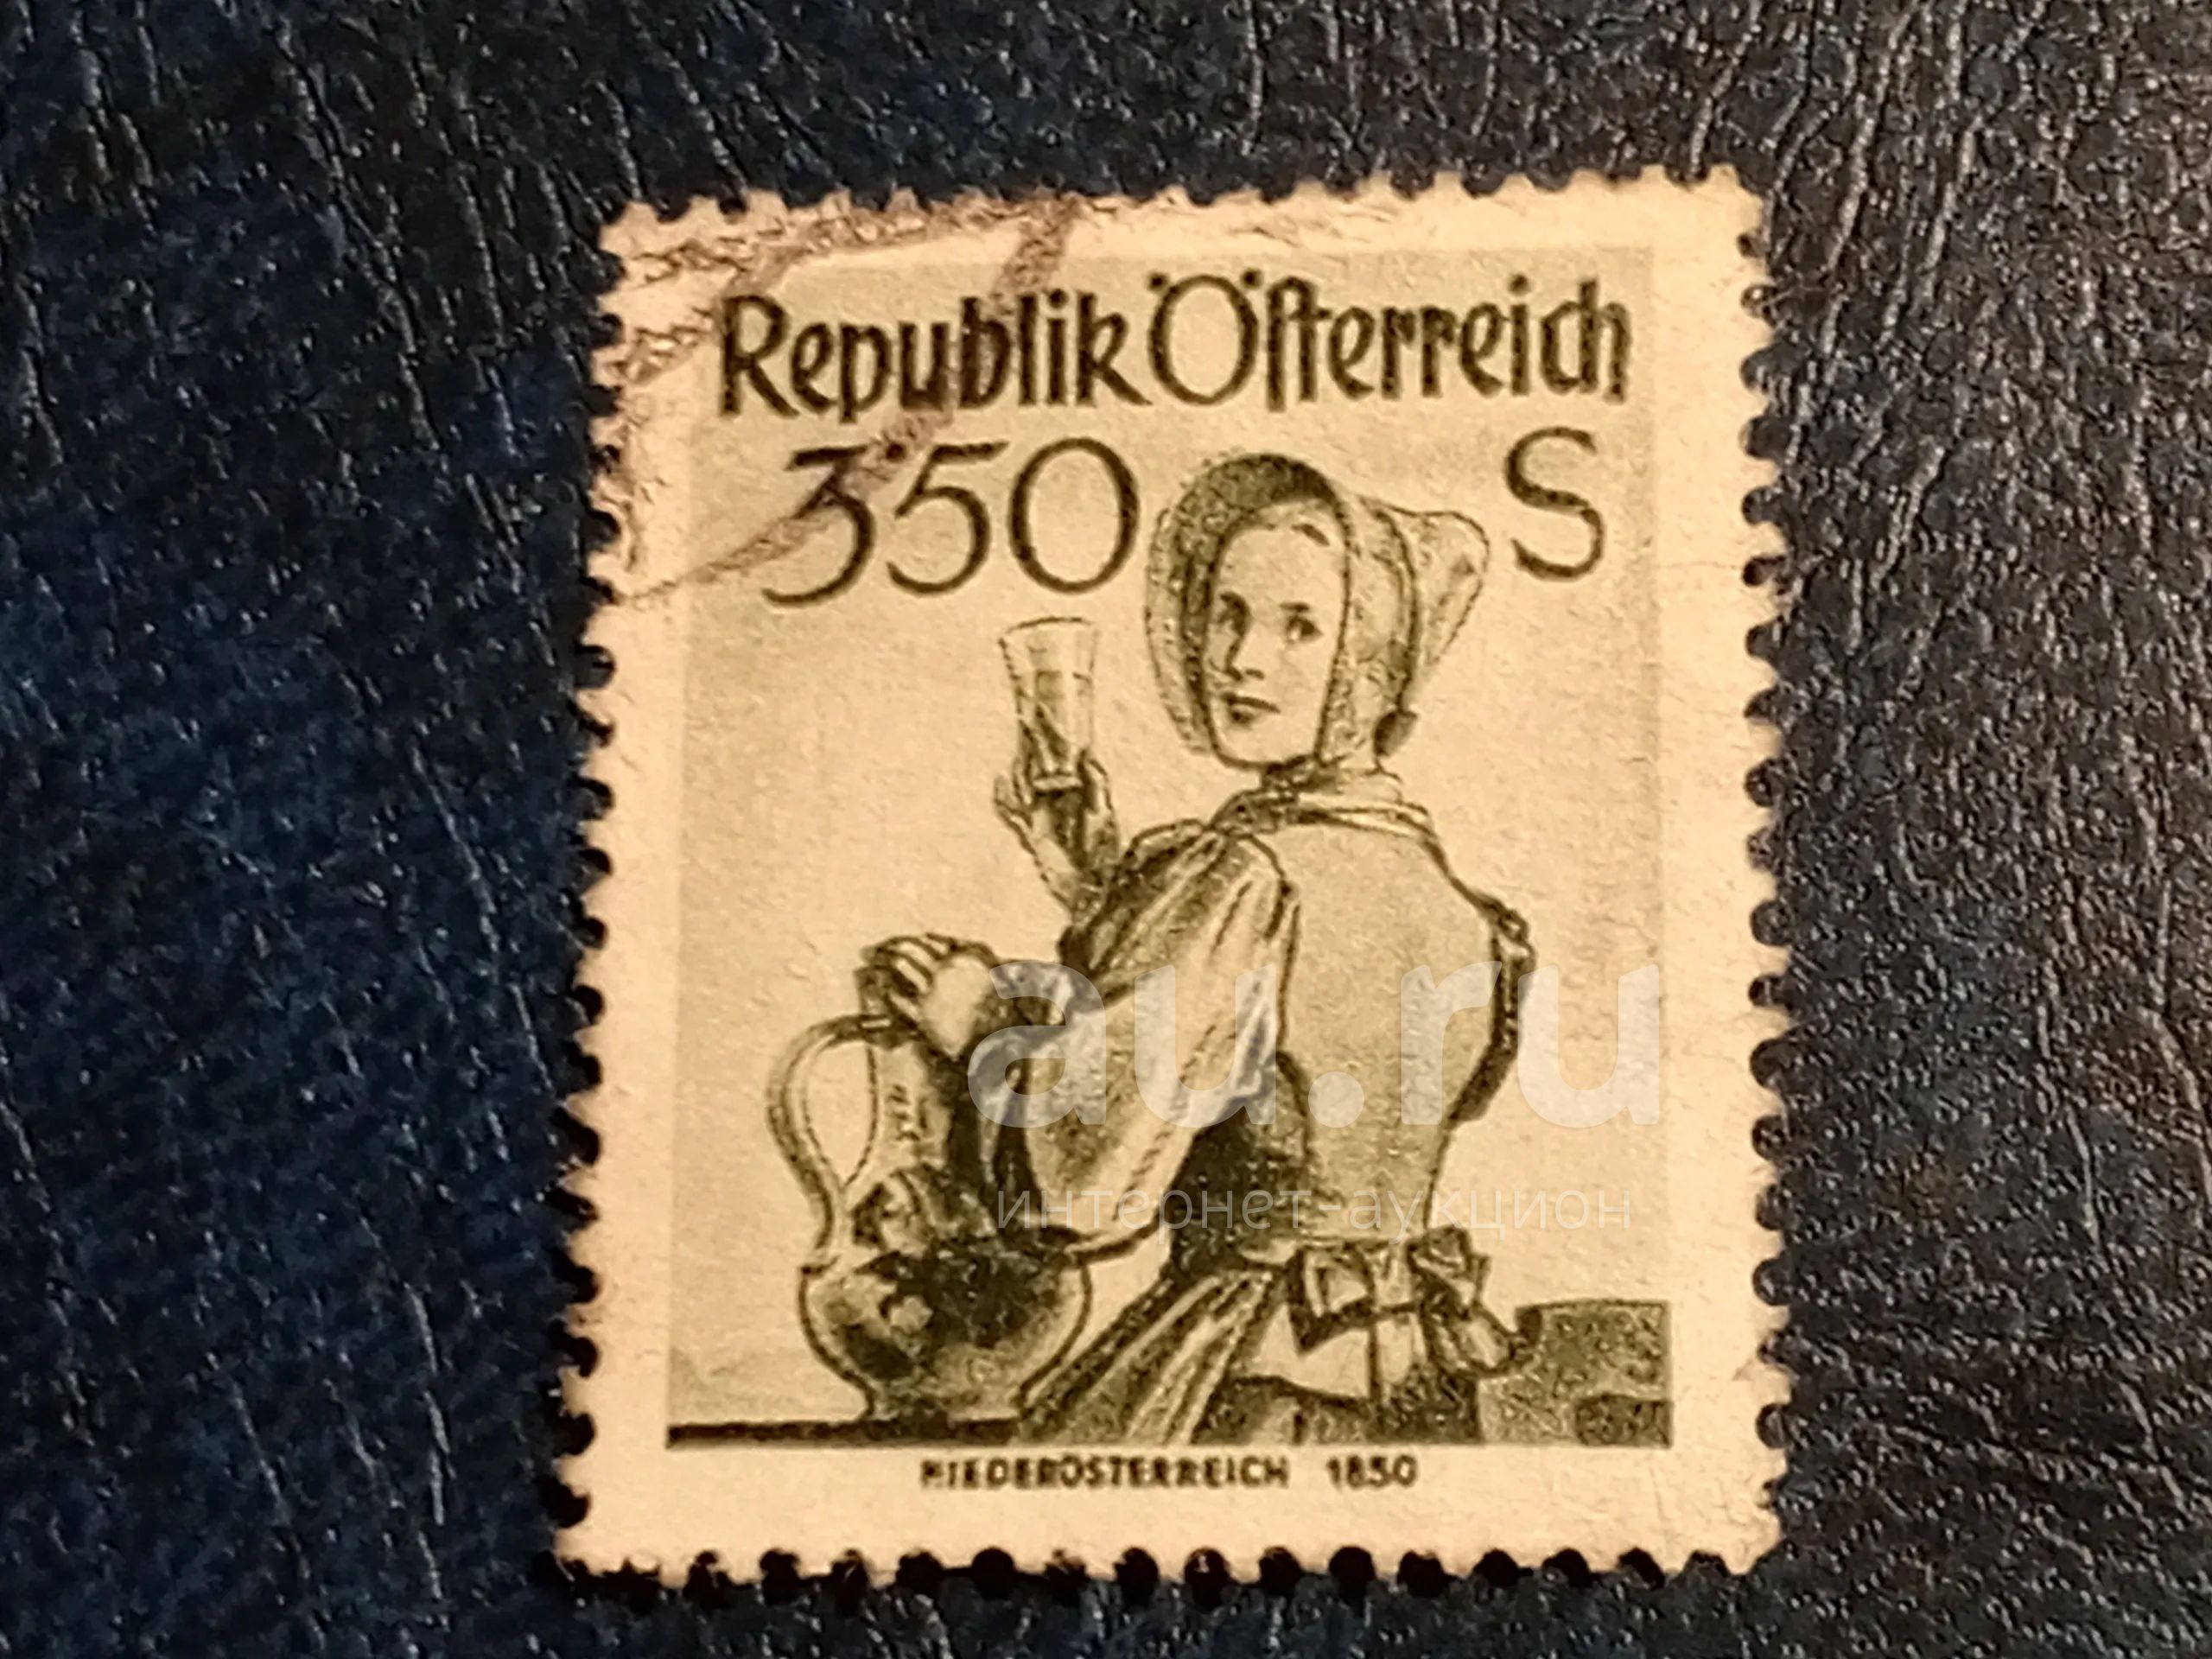 Republik Österreich
3'50 S
au.ru
интернет-аукцион
NIEDERÖSTERREICH 1850